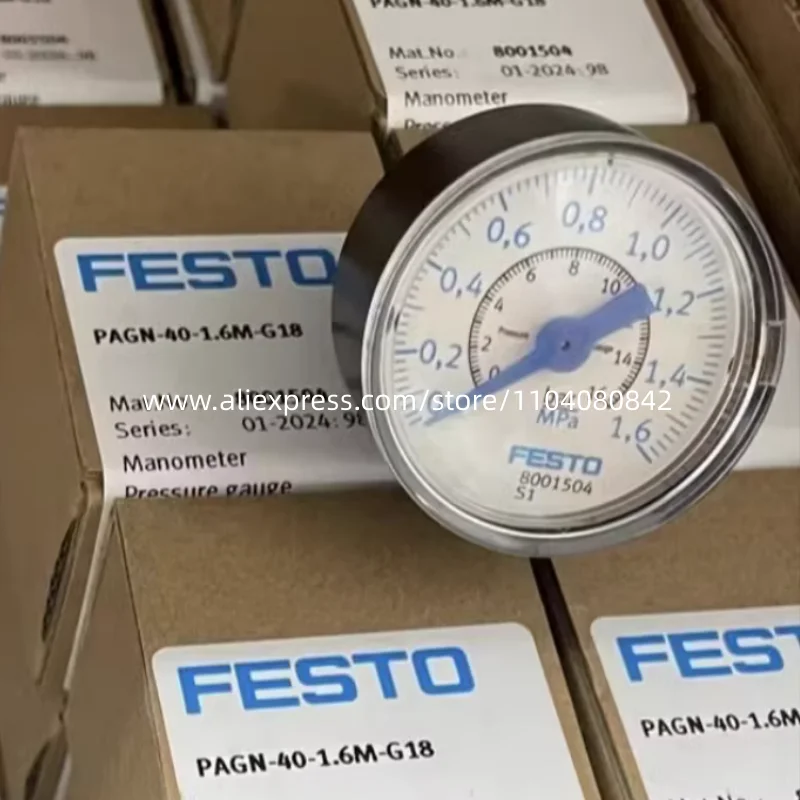 PAGN-40-1.6M-G18
Mat.No. 8001504
Series: 01-2024:98
Manometer
FESTO
PAGN-40-1.6M-G18
8001504
Series: 01-2024:98
Manometer
Pressure gauge
0,2
0,4
0,6
0,8
1,0
1,2
1,4
1,6
0
2
4
6
8
10
14
MPa
FESTO
8001504
S1
www.aliexpress.com/store/1104080842
FESTO
PAGN-40-1.6M-G18
FEST
PAGN-40-1.6M